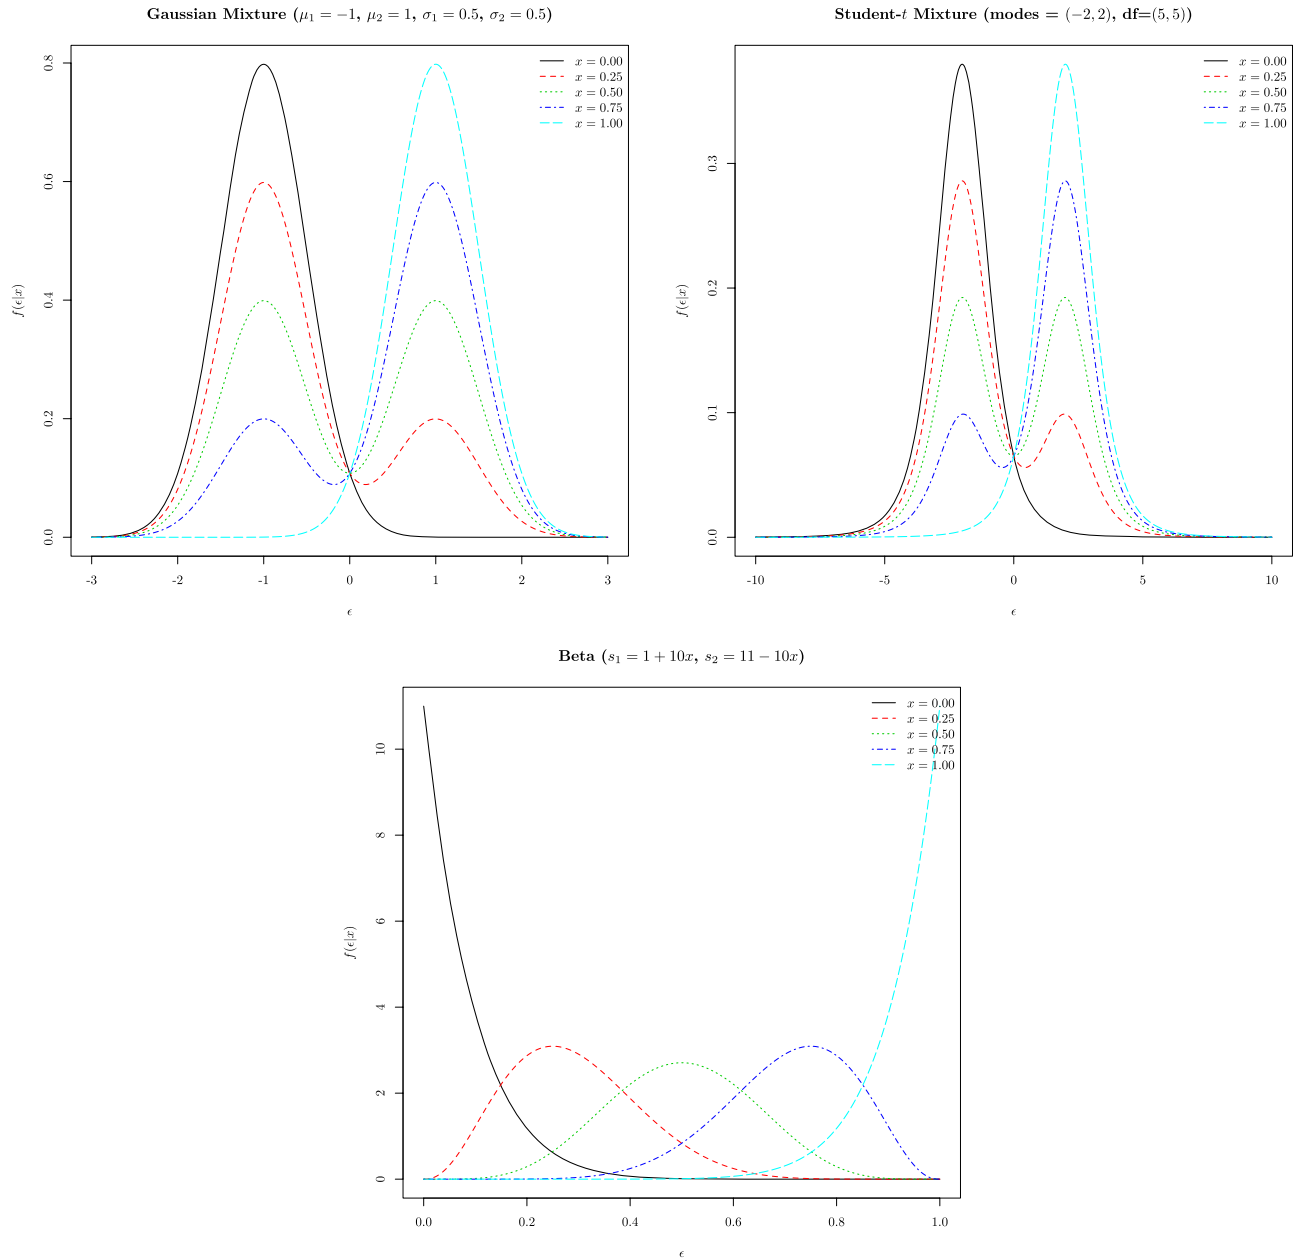 Gaussian Mixture (μ₁ = −1, μ₂ = 1, σ₁ = 0.5, σ₂ = 0.5)
x = 0.00
x = 0.25
x = 0.50
x = 0.75
x = 1.00
0.8
0.6
0.4
0.2
0.0
f(ϵ|x)
-3 -2 -1 0 1 2 3
ϵ
Student-t Mixture (modes = (−2, 2), df=(5, 5))
x = 0.00
x = 0.25
x = 0.50
x = 0.75
x = 1.00
0.3
0.2
0.1
0.0
f(ϵ|x)
-10 -5 0 5 10
ϵ
Beta (s₁ = 1 + 10x, s₂ = 11 − 10x)
x = 0.00
x = 0.25
x = 0.50
x = 0.75
x = 1.00
10
8
6
4
2
0
f(ϵ|x)
0.0 0.2 0.4 0.6 0.8 1.0
ϵ